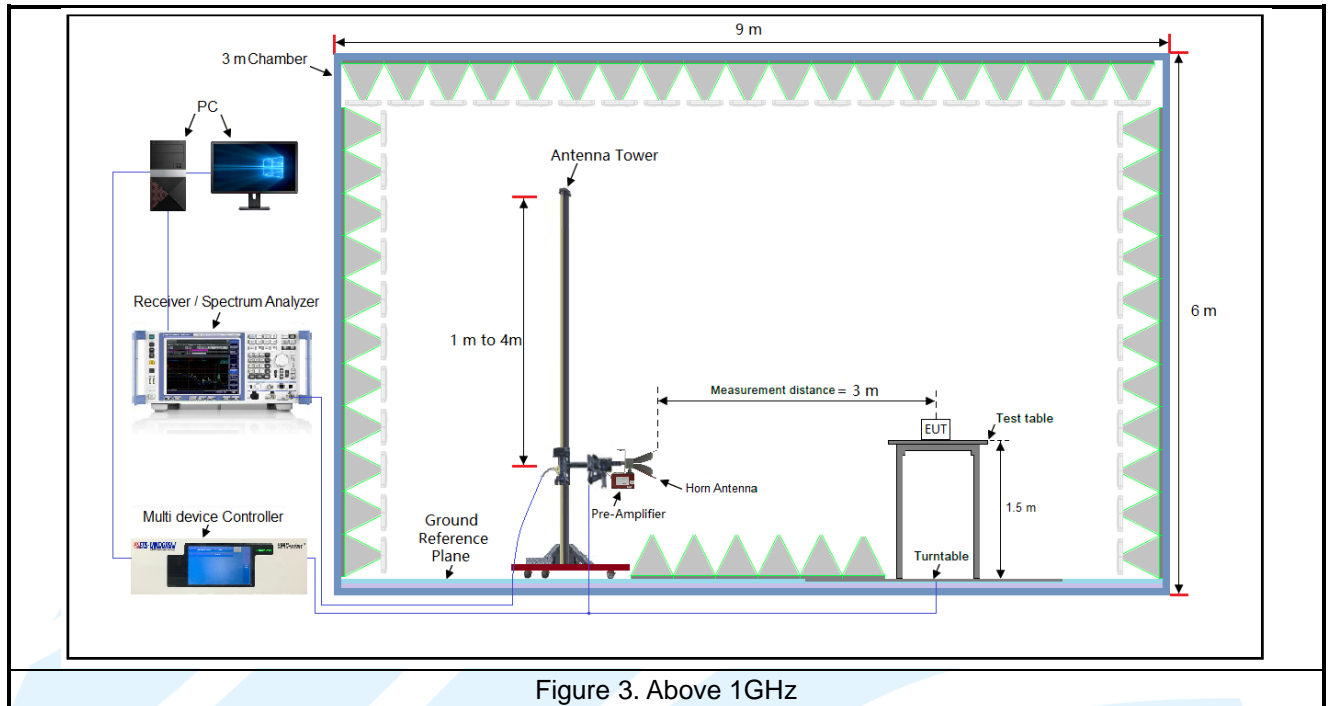 9 m
3 m Chamber
PC
Antenna Tower
Receiver / Spectrum Analyzer
1 m to 4m
6 m
Measurement distance = 3 m
EUT
Test table
Horn Antenna
Pre-Amplifier
1.5 m
Multi device Controller
Ground
Reference
Plane
Turntable
Figure 3. Above 1GHz